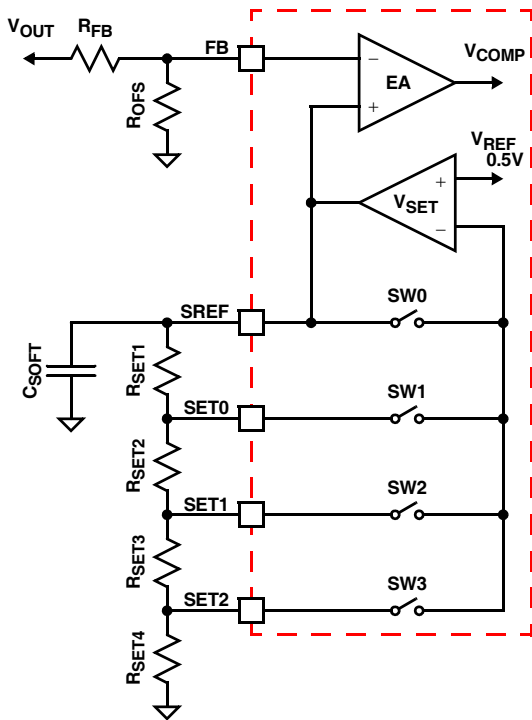 VOUT
RFB
FB
ROFS
−
+
EA
VCOMP
VREF
0.5V
+
−
VSET
SREF
SW0
CSOFT
RSET1
SET0
SW1
RSET2
SET1
SW2
RSET3
SET2
SW3
RSET4